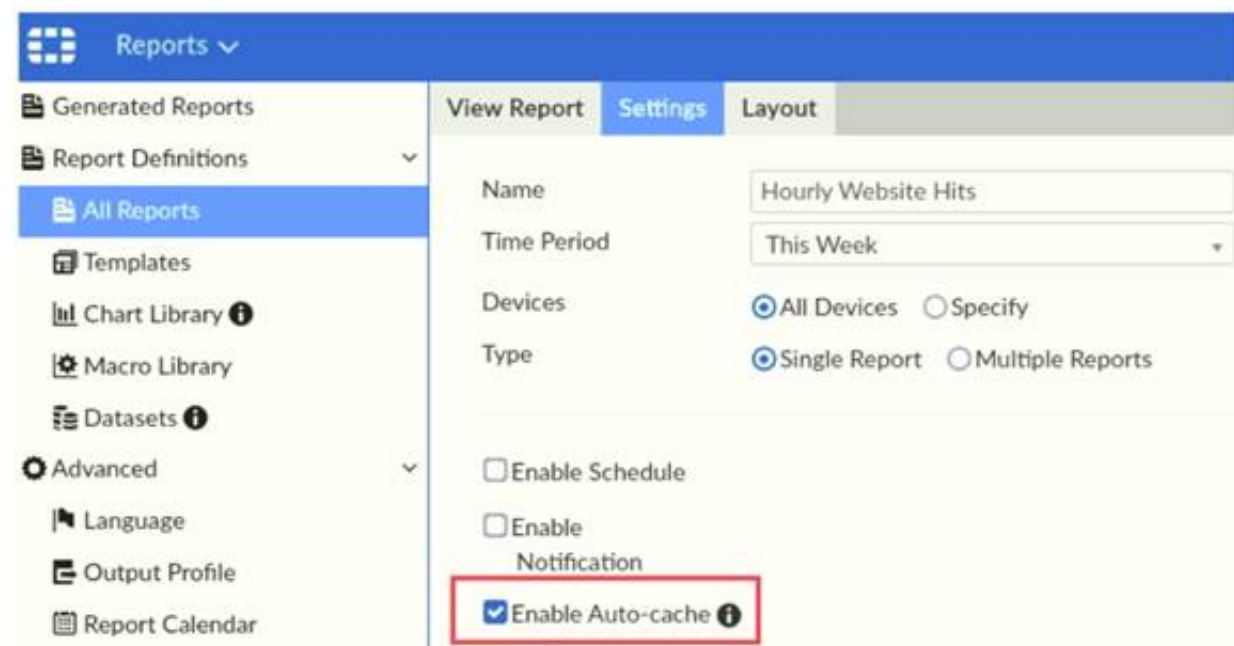 Reports
Generated Reports
Report Definitions
All Reports
Templates
Chart Library
Macro Library
Datasets
Advanced
Language
Output Profile
Report Calendar
View Report Settings Layout
Name Hourly Website Hits
Time Period This Week
Devices All Devices Specify
Type Single Report Multiple Reports
Enable Schedule
Enable
Notification
Enable Auto-cache